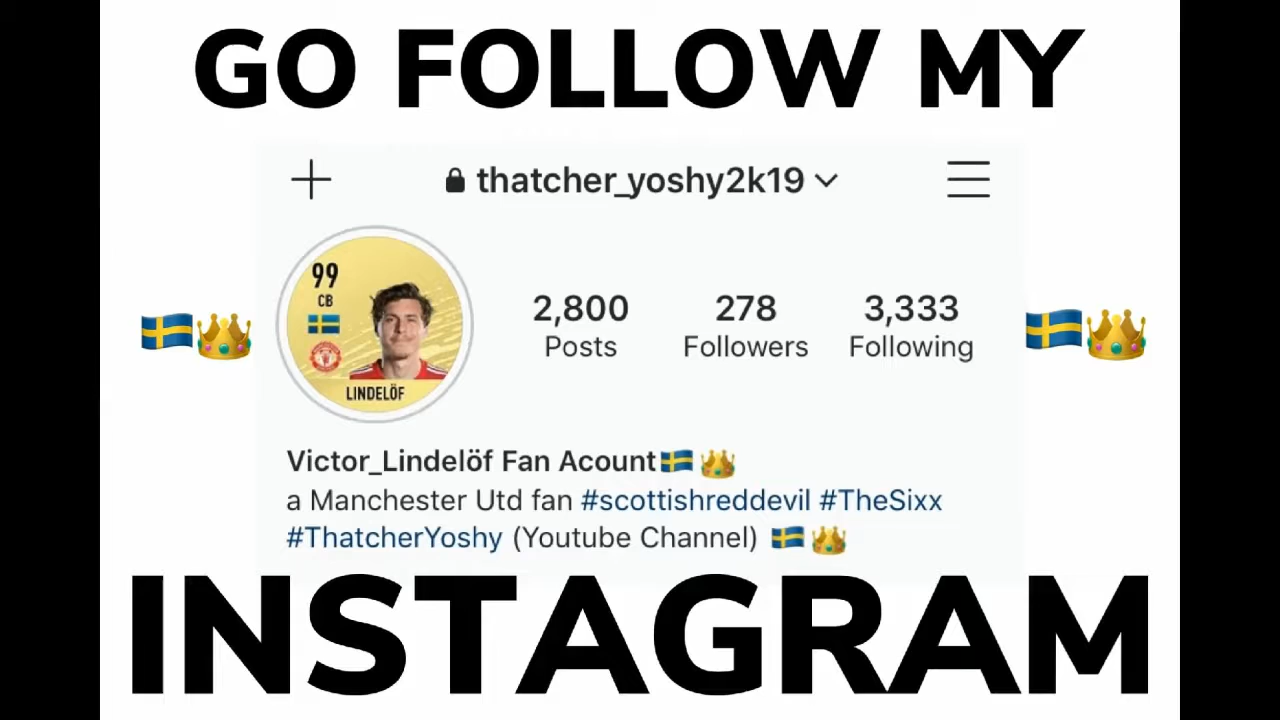 GO FOLLOW MY
thatcher_yoshy2k19
99
CB
LINDELÖF
2,800 278 3,333
Posts Followers Following
Victor_Lindelöf Fan Acount🇸🇪👑
a Manchester Utd fan #scottishreddevil #TheSixx
#ThatcherYoshy (Youtube Channel) 🇸🇪👑
INSTAGRAM